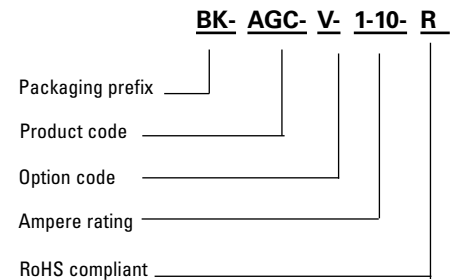 BK- AGC- V- 1-10- R
Packaging prefix
Product code
Option code
Ampere rating
RoHS compliant